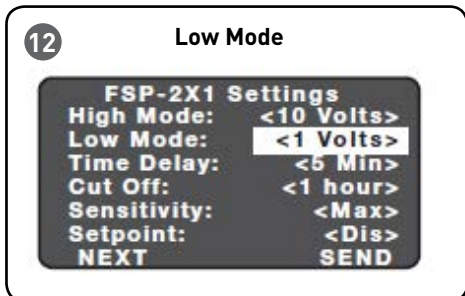 12 Low Mode
FSP-2X1 Settings
High Mode: <10 Volts>
Low Mode: <1 Volts>
Time Delay: <5 Min>
Cut Off: <1 hour>
Sensitivity: <Max>
Setpoint: <Dis>
NEXT SEND